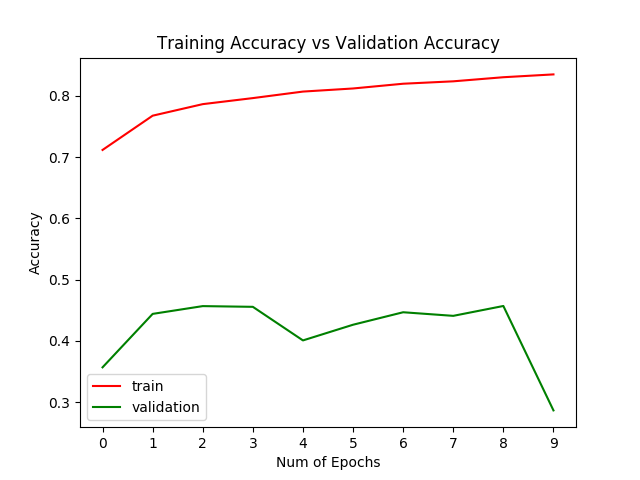 Training Accuracy vs Validation Accuracy
0.8
0.7
0.6
0.5
0.4
0.3
Accuracy
train
validation
0 1 2 3 4 5 6 7 8 9
Num of Epochs